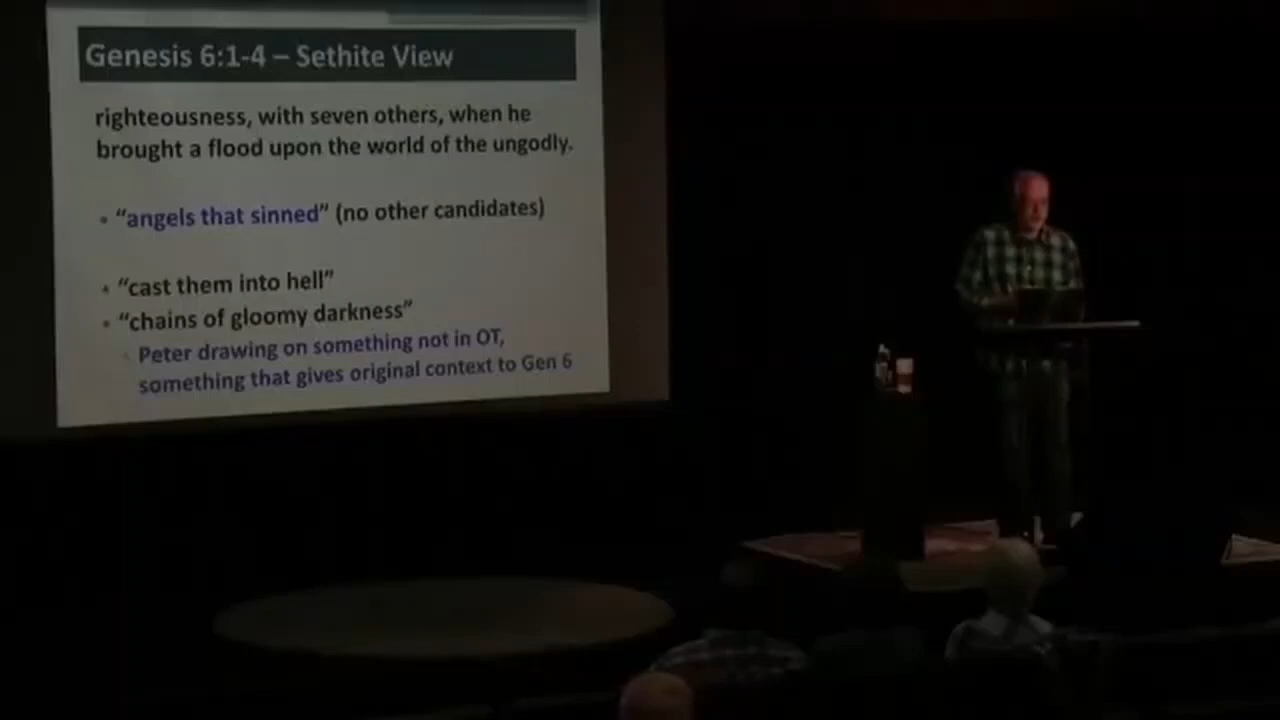 Genesis 6:1-4 – Sethite View
righteousness, with seven others, when he
brought a flood upon the world of the ungodly.
• “angels that sinned” (no other candidates)
• “cast them into hell”
• “chains of gloomy darkness”
Peter drawing on something not in OT,
something that gives original context to Gen 6